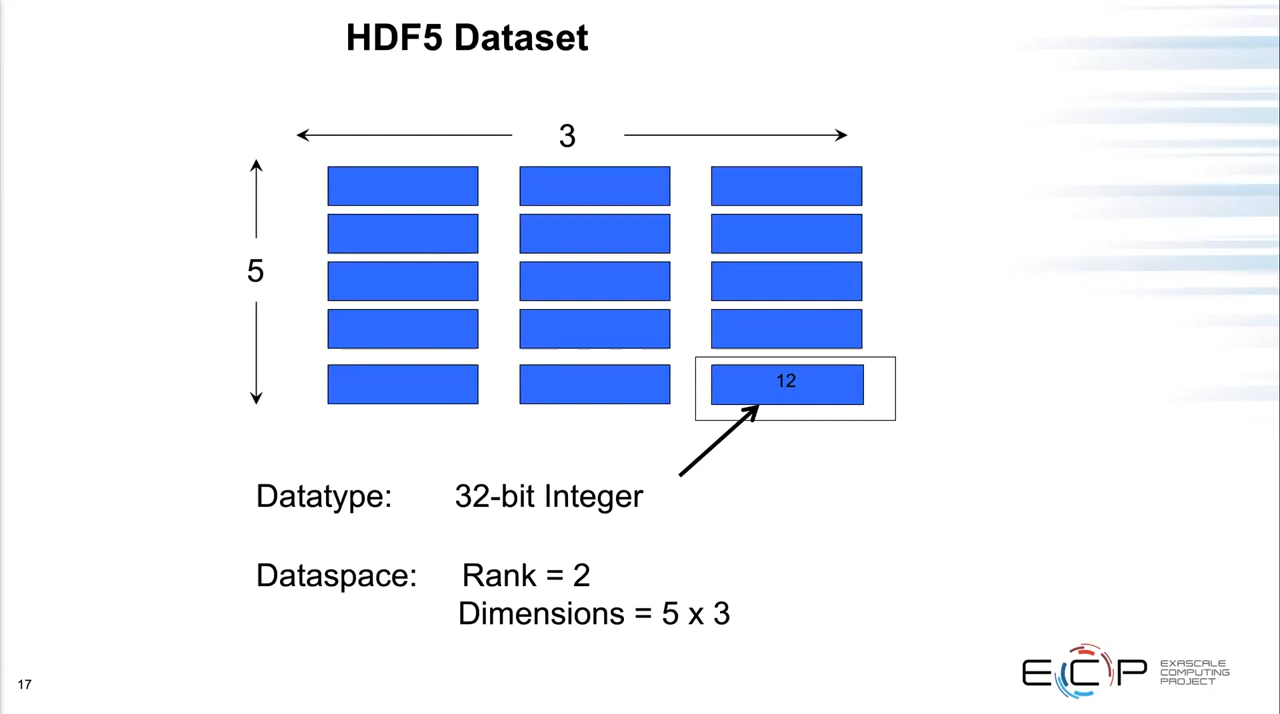 HDF5 Dataset
3
5
12
Datatype: 32-bit Integer
Dataspace: Rank = 2
Dimensions = 5 x 3
17
ECP
EXASCALE
COMPUTING
PROJECT